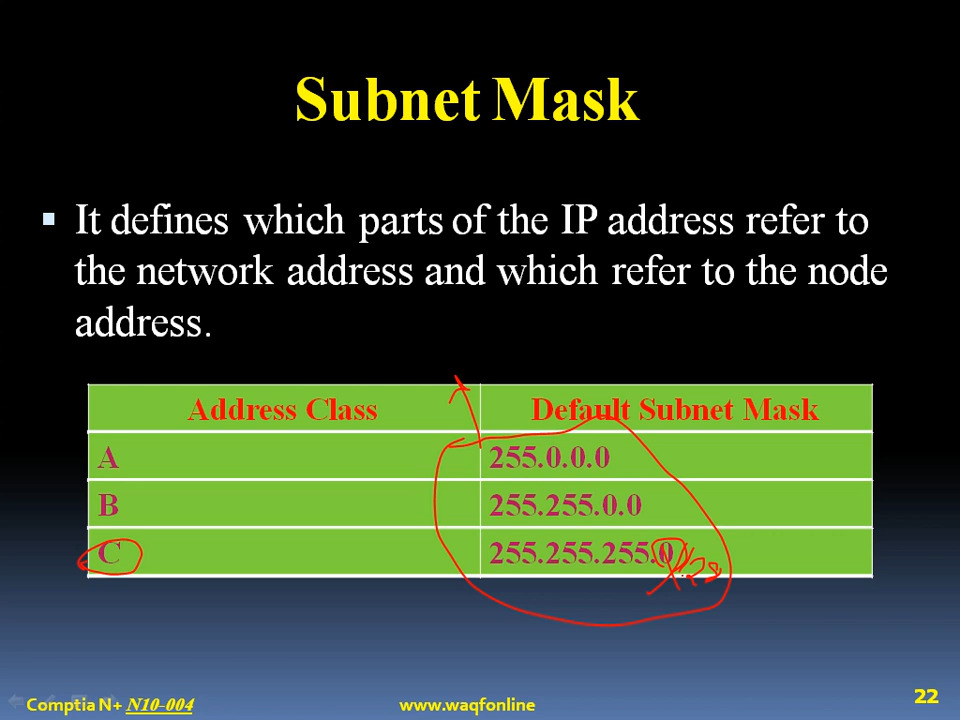 Subnet Mask
It defines which parts of the IP address refer to
the network address and which refer to the node
address.
Address Class Default Subnet Mask
A 255.0.0.0
B 255.255.0.0
C 255.255.255.0
Comptia N+ N10-004 www.waqfonline 22